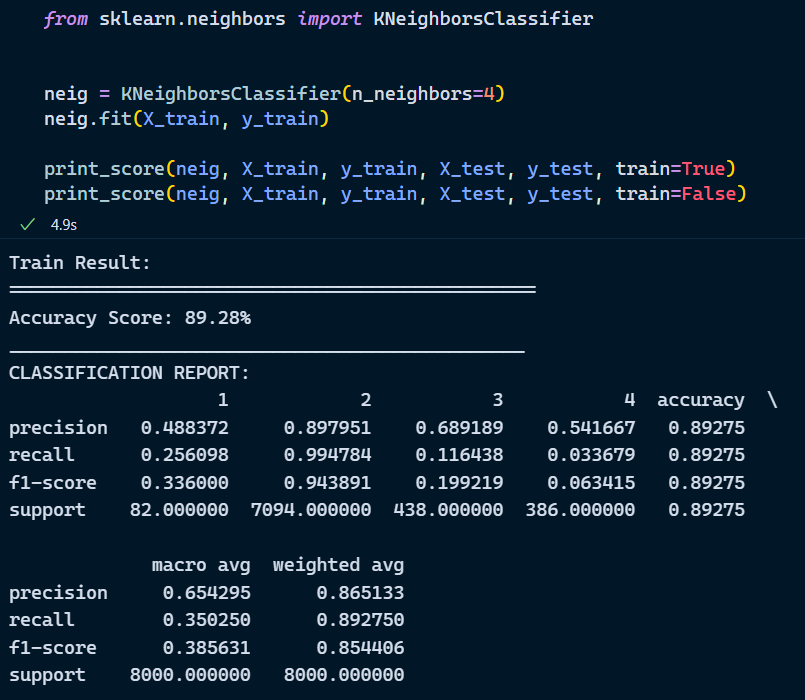 from sklearn.neighbors import KNeighborsClassifier
neig = KNeighborsClassifier(n_neighbors=4)
neig.fit(X_train, y_train)
print_score(neig, X_train, y_train, X_test, y_test, train=True)
print_score(neig, X_train, y_train, X_test, y_test, train=False)
4.9s
Train Result:
================================================
Accuracy Score: 89.28%
_______________________________________________
CLASSIFICATION REPORT:
1 2 3 4 accuracy \
precision 0.488372 0.897951 0.689189 0.541667 0.89275
recall 0.256098 0.994784 0.116438 0.033679 0.89275
f1-score 0.336000 0.943891 0.199219 0.063415 0.89275
support 82.000000 7094.000000 438.000000 386.000000 0.89275
macro avg weighted avg
precision 0.654295 0.865133
recall 0.350250 0.892750
f1-score 0.385631 0.854406
support 8000.000000 8000.000000